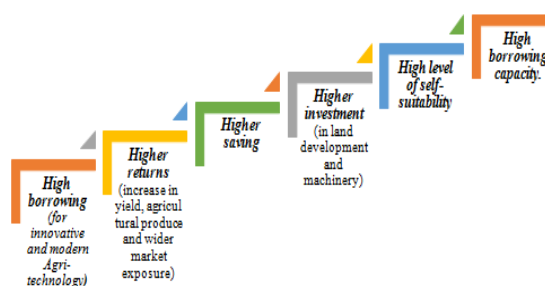 High
borrowing
(for
innovative
and modern
Agri-
technology)
Higher
returns
(increase in
yield, agricul
tural produce
and wider
market
exposure)
Higher
saving
Higher
investment
(in land
development
and
machinery)
High level
of self-
suitability
High
borrowing
capacity.